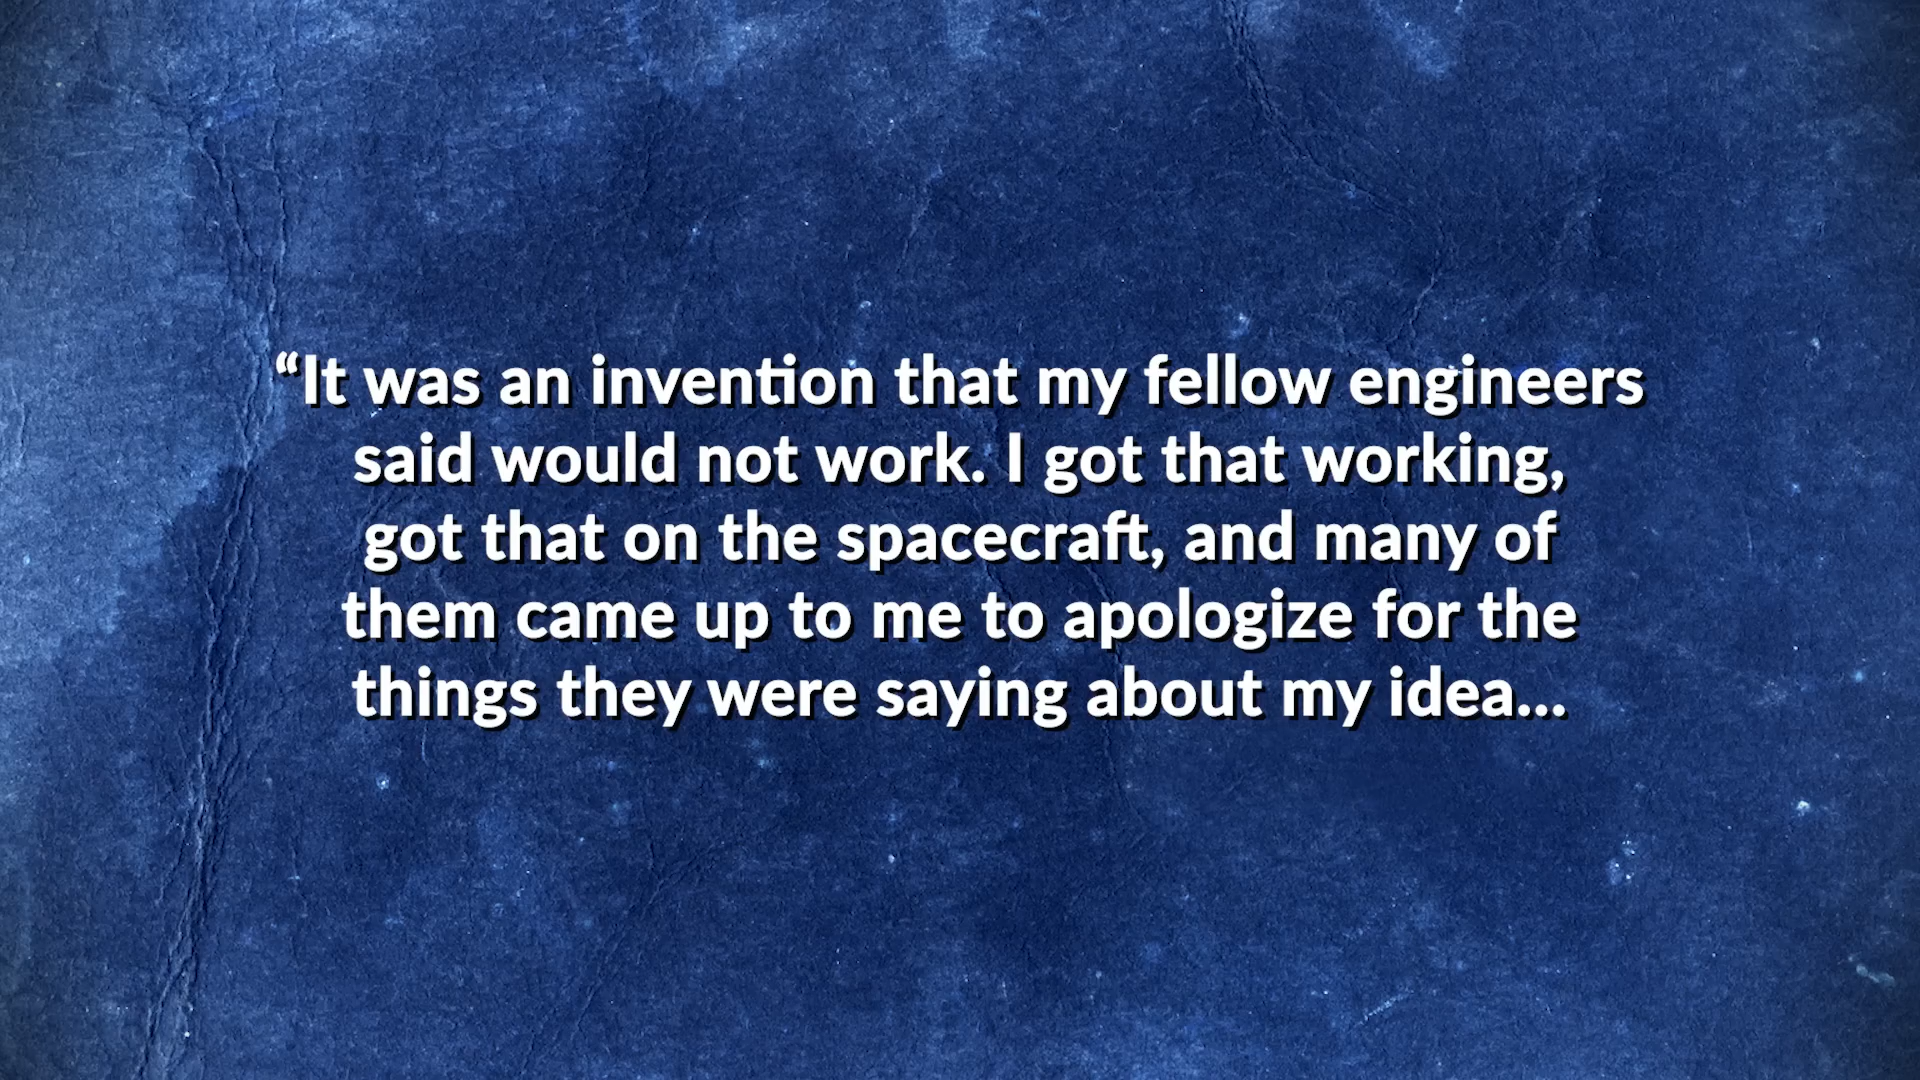 “It was an invention that my fellow engineers
said would not work. I got that working,
got that on the spacecraft, and many of
them came up to me to apologize for the
things they were saying about my idea...